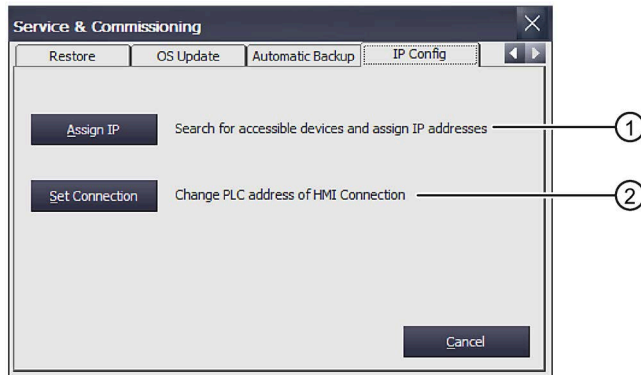 Service & Commissioning
Restore OS Update Automatic Backup IP Config
Assign IP Search for accessible devices and assign IP addresses 1
Set Connection Change PLC address of HMI Connection 2
Cancel